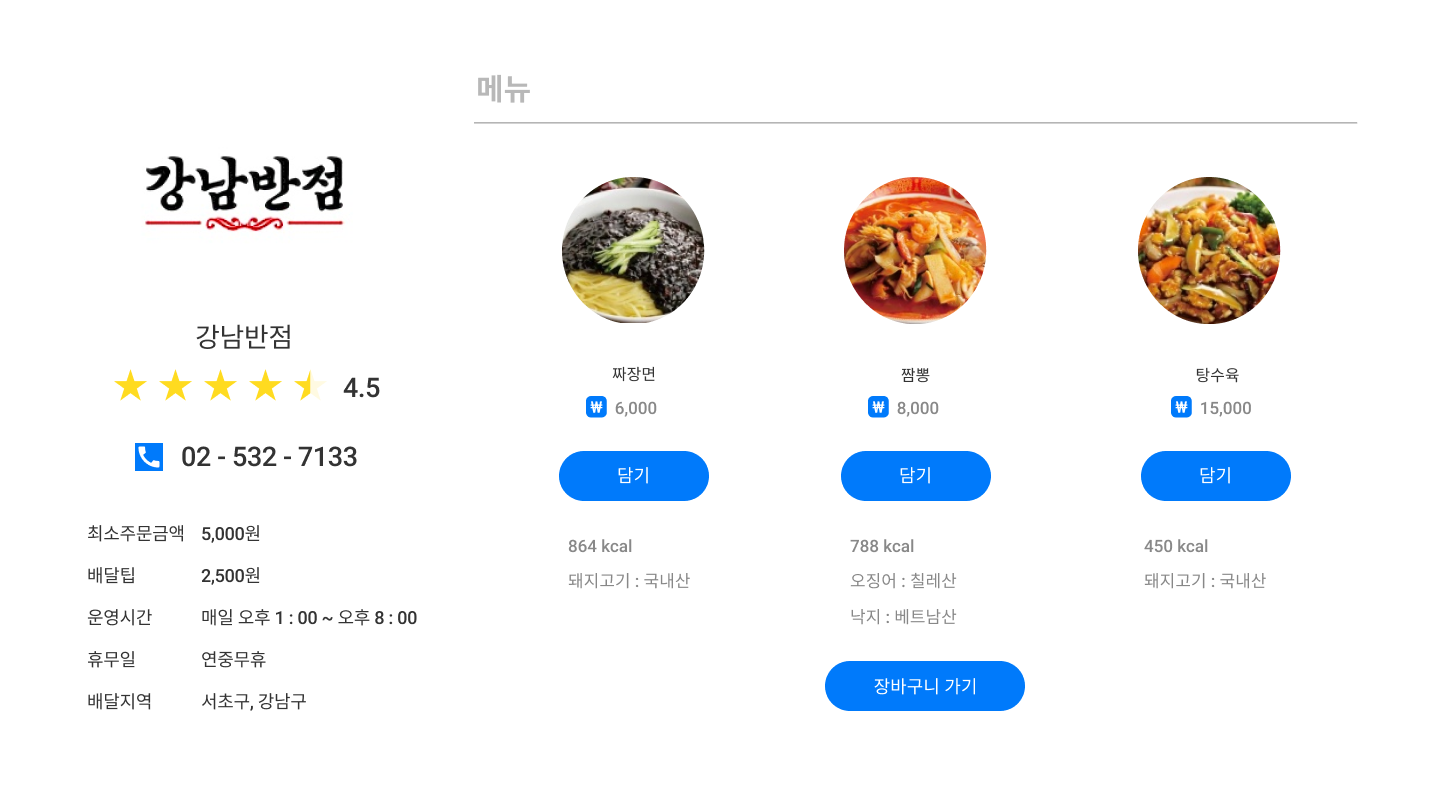 강남반점
강남반점
4.5
02 - 532 - 7133
최소주문금액 5,000원
배달팁 2,500원
운영시간 매일 오후 1 : 00 ~ 오후 8 : 00
휴무일 연중무휴
배달지역 서초구, 강남구
메뉴
짜장면
₩ 6,000
담기
864 kcal
돼지고기 : 국내산
짬뽕
₩ 8,000
담기
788 kcal
오징어 : 칠레산
낙지 : 베트남산
탕수육
₩ 15,000
담기
450 kcal
돼지고기 : 국내산
장바구니 가기